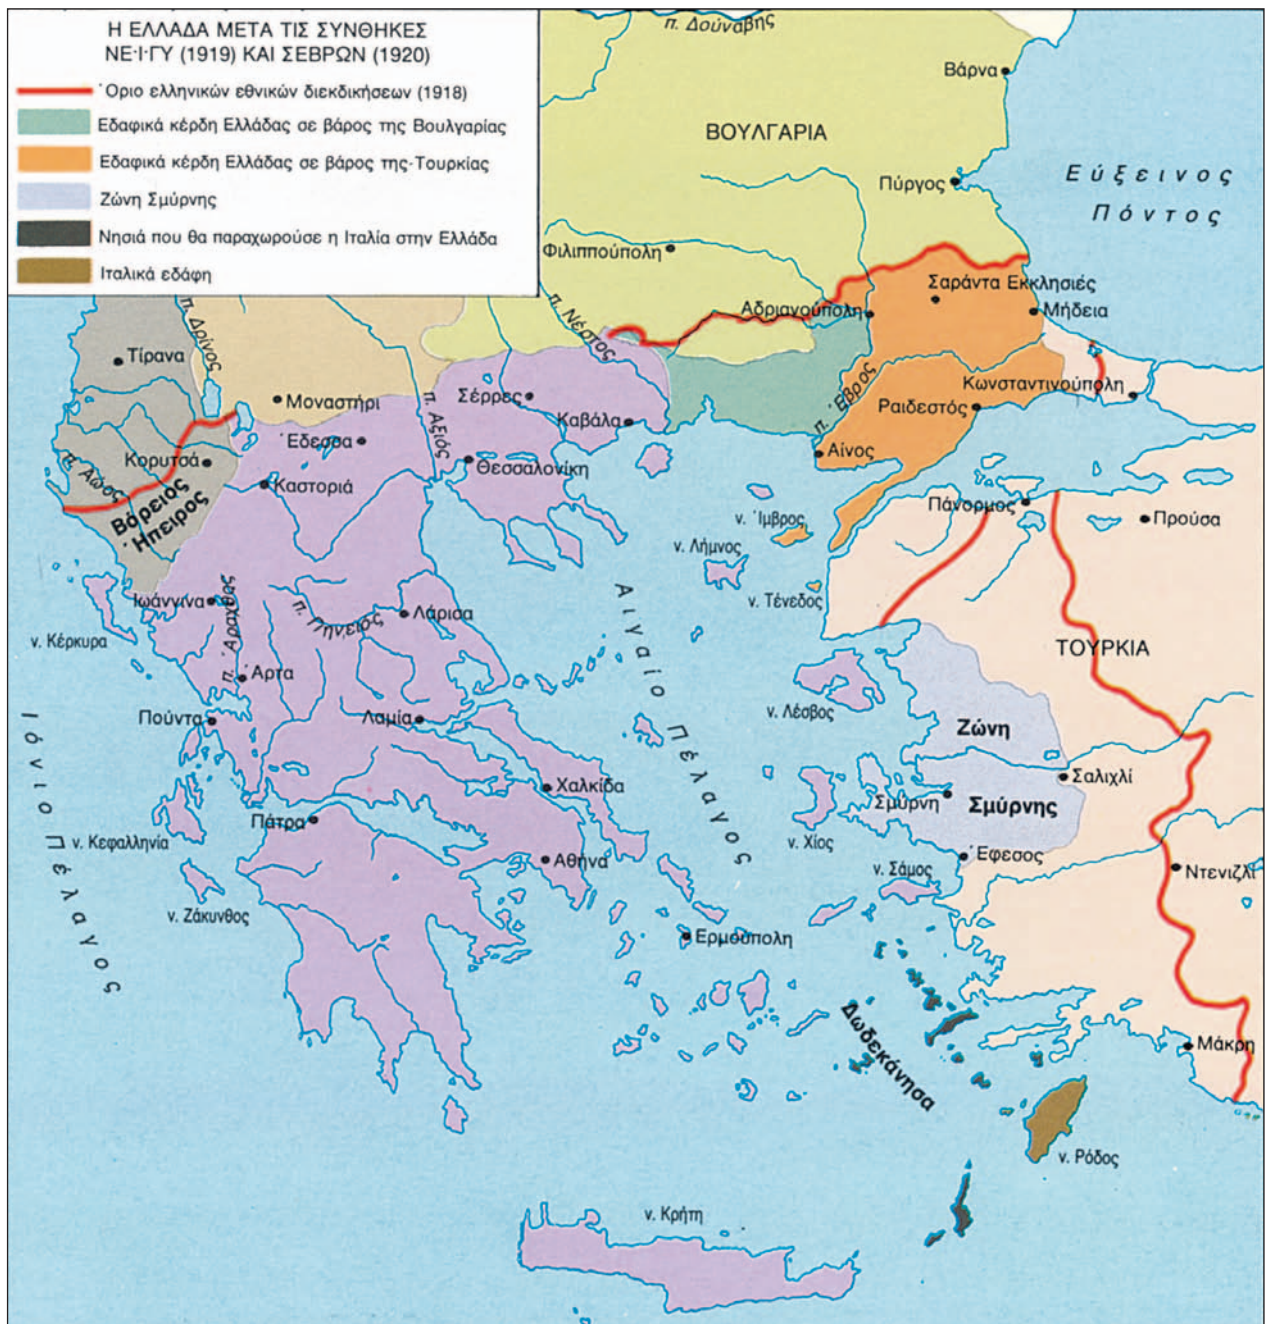 Η ΕΛΛΑΔΑ ΜΕΤΑ ΤΙΣ ΣΥΝΘΗΚΕΣ
ΝΕ·Ι·ΓΥ (1919) ΚΑΙ ΣΕΒΡΩΝ (1920)
Όριο ελληνικών εθνικών διεκδικήσεων (1918)
Εδαφικά κέρδη Ελλάδας σε βάρος της Βουλγαρίας
Εδαφικά κέρδη Ελλάδας σε βάρος της-Τουρκίας
Ζώνη Σμύρνης
Νησιά που θα παραχωρούσε η Ιταλία στην Ελλάδα
Ιταλικά εδάφη
π. Δούναβης
Βάρνα
ΒΟΥΛΓΑΡΙΑ
Πύργος
Εύξεινος
Πόντος
Φιλιππούπολη
Σαράντα Εκκλησιές
Αδριανούπολη
Μήδεια
π. Δρίνος
π. Νέστος
Τίρανα
Μοναστήρι
π. Αξιός
Σέρρες
Καβάλα
π. Έβρος
Κωνσταντινούπολη
Ραιδεστός
Έδεσσα
Κορυτσά
Θεσσαλονίκη
Αίνος
π. Αώος
Καστοριά
Βόρειος
Ήπειρος
Πάνορμος
Προύσα
ν. Ίμβρος
ν. Λήμνος
ν. Τένεδος
Ιωάννινα
π. Άραχθος
π. Πηνειός
Λάρισα
ν. Κέρκυρα
Αιγαίο Πέλαγος
ΤΟΥΡΚΙΑ
Άρτα
Πούντα
Λαμία
ν. Λέσβος
Ζώνη
Σμύρνης
Ιόνιο Πέλαγος
Χαλκίδα
Σαλιχλί
Σμύρνη
Πάτρα
ν. Κεφαλληνία
ν. Χίος
Αθήνα
Έφεσος
ν. Σάμος
Ντενιζλί
ν. Ζάκυνθος
Ερμούπολη
Δωδεκάνησα
Μάκρη
ν. Ρόδος
ν. Κρήτη